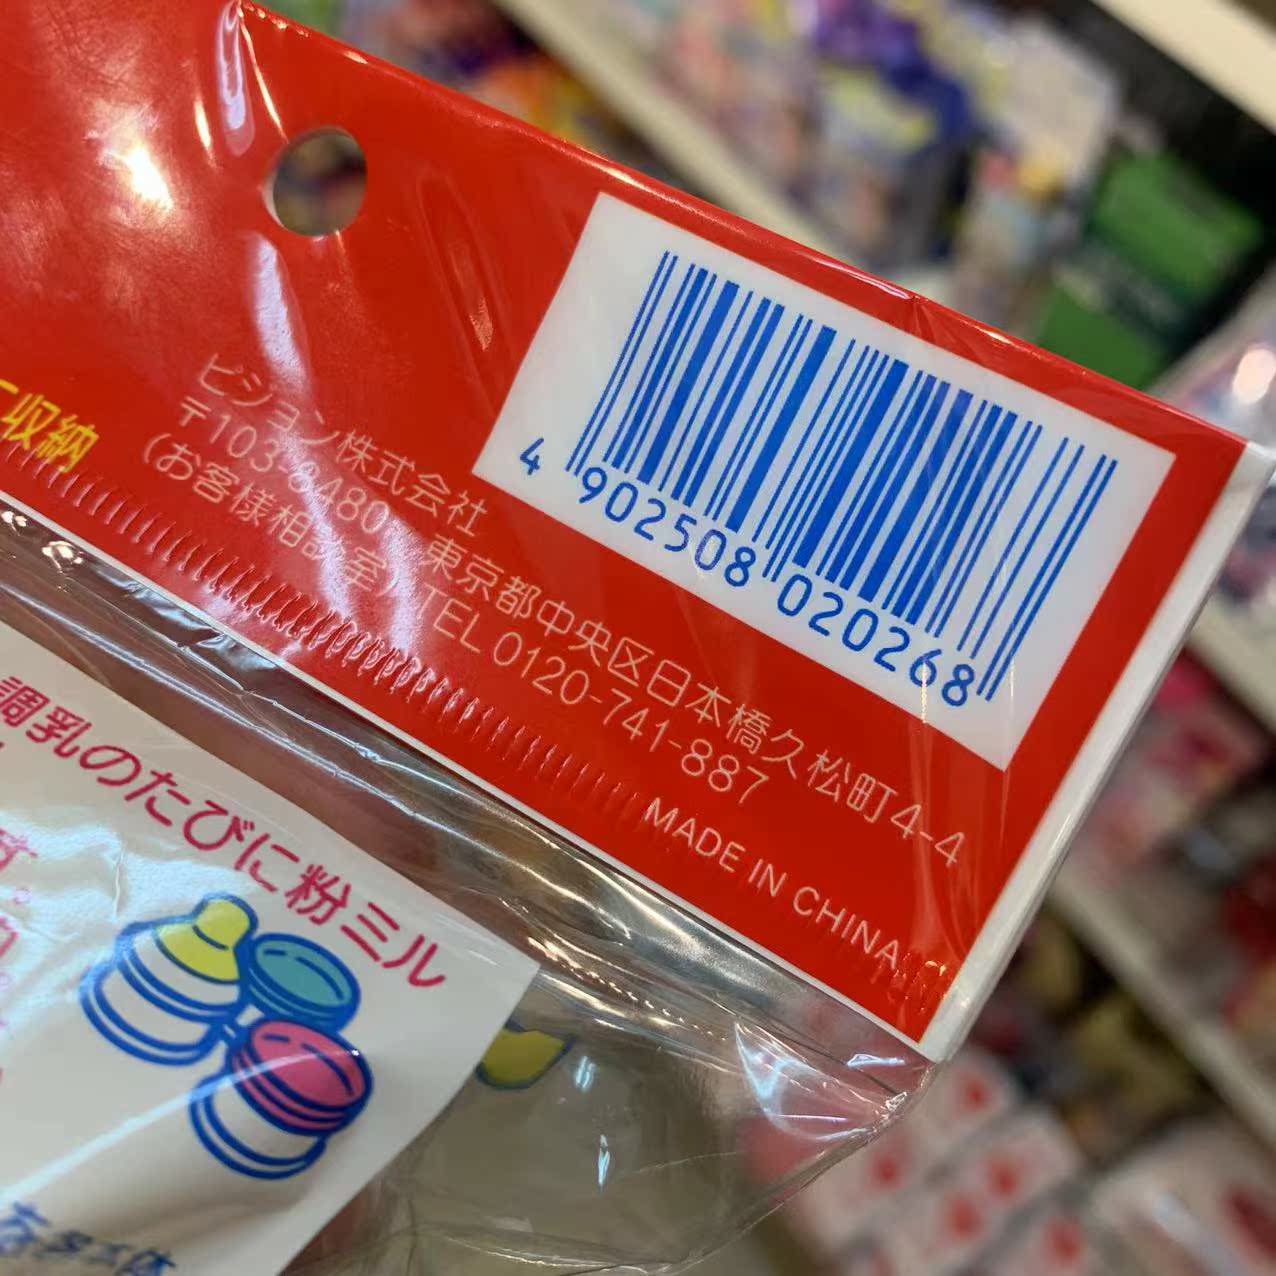 4 902508 020268
収納
ピジョン株式会社
〒103-8480 東京都中央区日本橋久松町4-4
(お客様相談室) TEL 0120-741-887
MADE IN CHINA
調乳のたびに粉ミル
す。